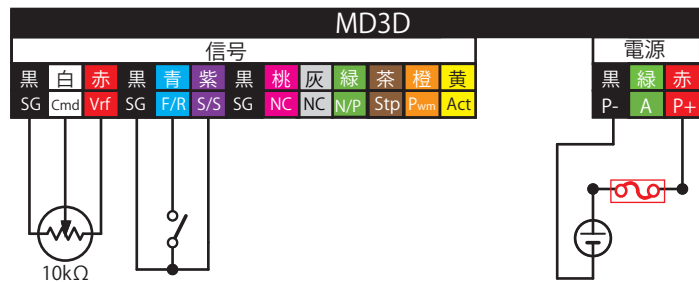 MD3D
信号 電源
黒 白 赤 黒 青 紫 黒 桃 灰 緑 茶 橙 黄 黒 緑 赤
SG Cmd Vrf SG F/R S/S SG NC NC N/P Stp Pwm Act P- A P+
10kΩ